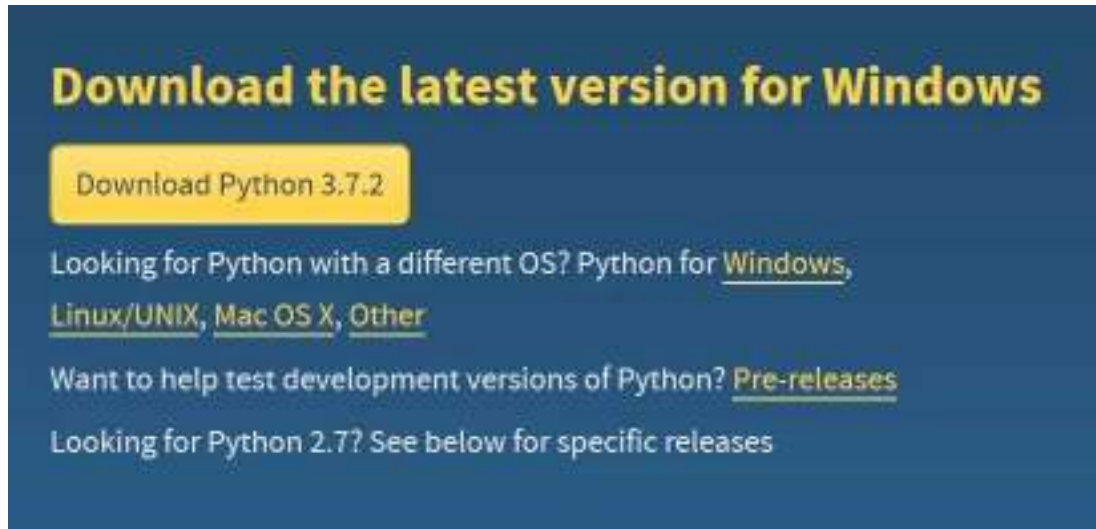 Download the latest version for Windows
Download Python 3.7.2
Looking for Python with a different OS? Python for Windows,
Linux/UNIX, Mac OS X, Other
Want to help test development versions of Python? Pre-releases
Looking for Python 2.7? See below for specific releases